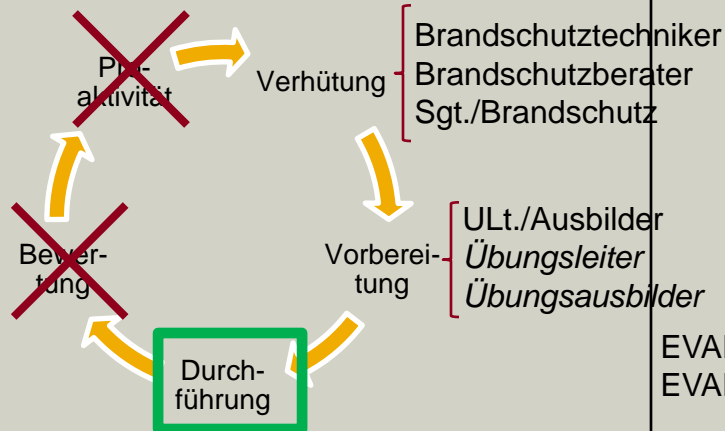 Pro-
aktivität
Verhütung
Brandschutztechniker
Brandschutzberater
Sgt./Brandschutz
Bewer-
tung
Vorberei-
tung
ULt./Ausbilder
Übungsleiter
Übungsausbilder
Durch-
führung